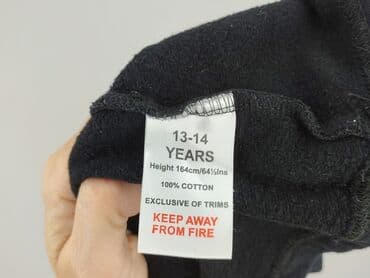 13-14
YEARS
Height 164cm/64½Ins
100% COTTON
EXCLUSIVE OF TRIMS
KEEP AWAY
FROM FIRE